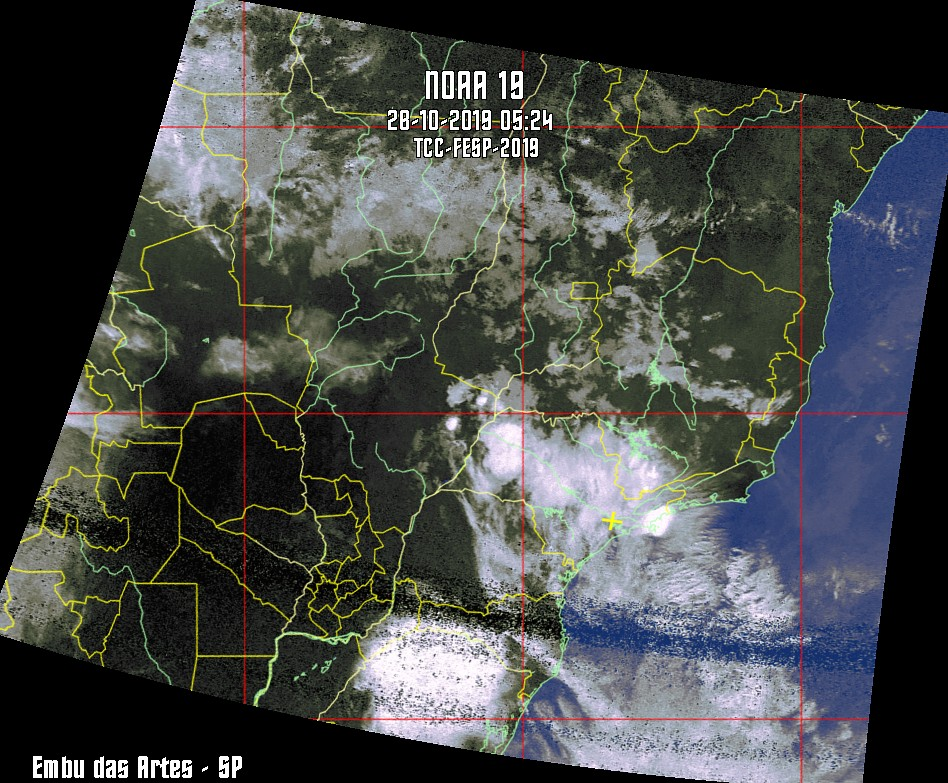 NOAA 19
28-10-2019 05:24
TCC-FESP-2019
Embu das Artes - SP